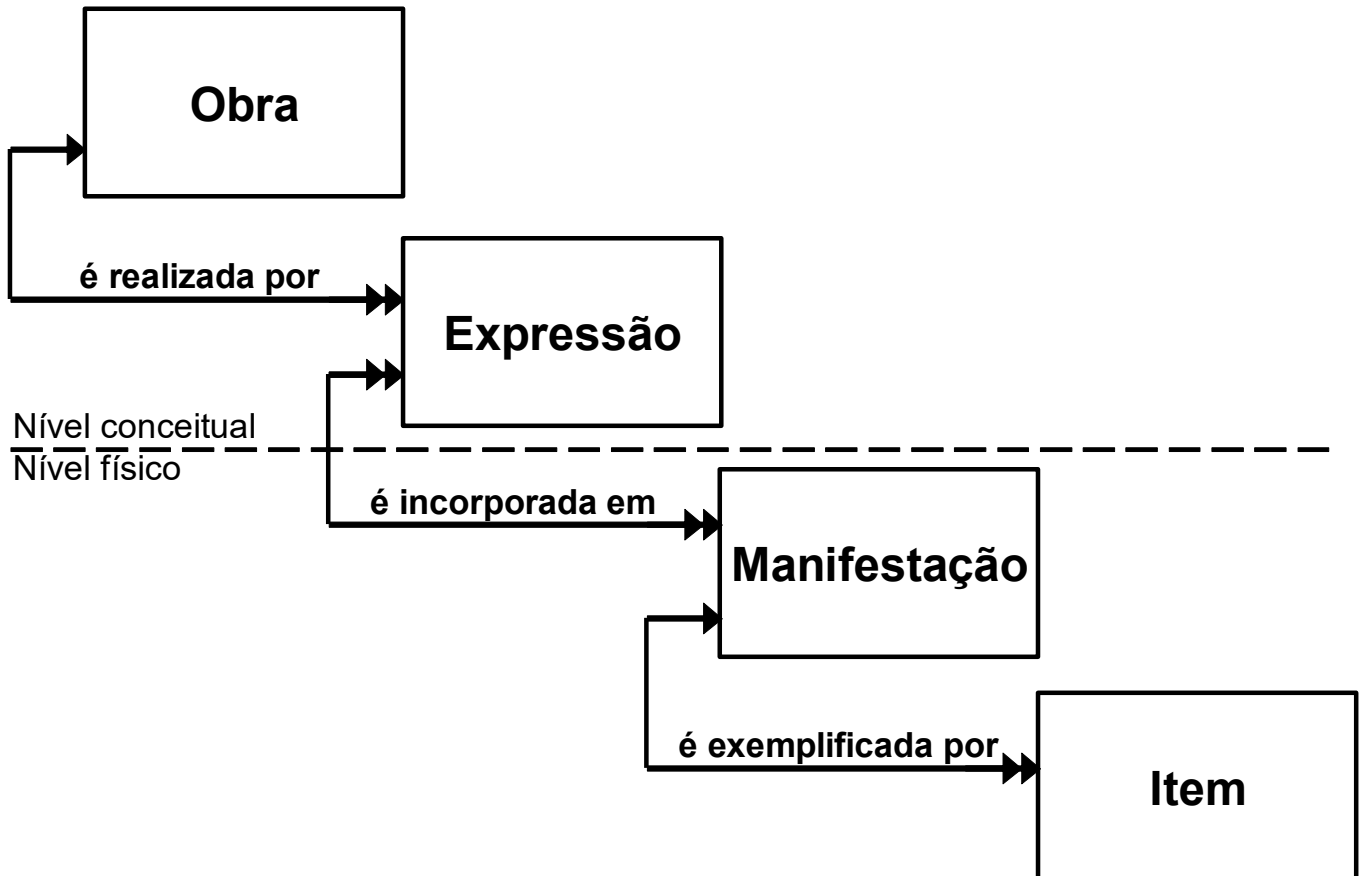 Obra
é realizada por
Expressão
Nível conceitual
Nível físico
é incorporada em
Manifestação
é exemplificada por
Item